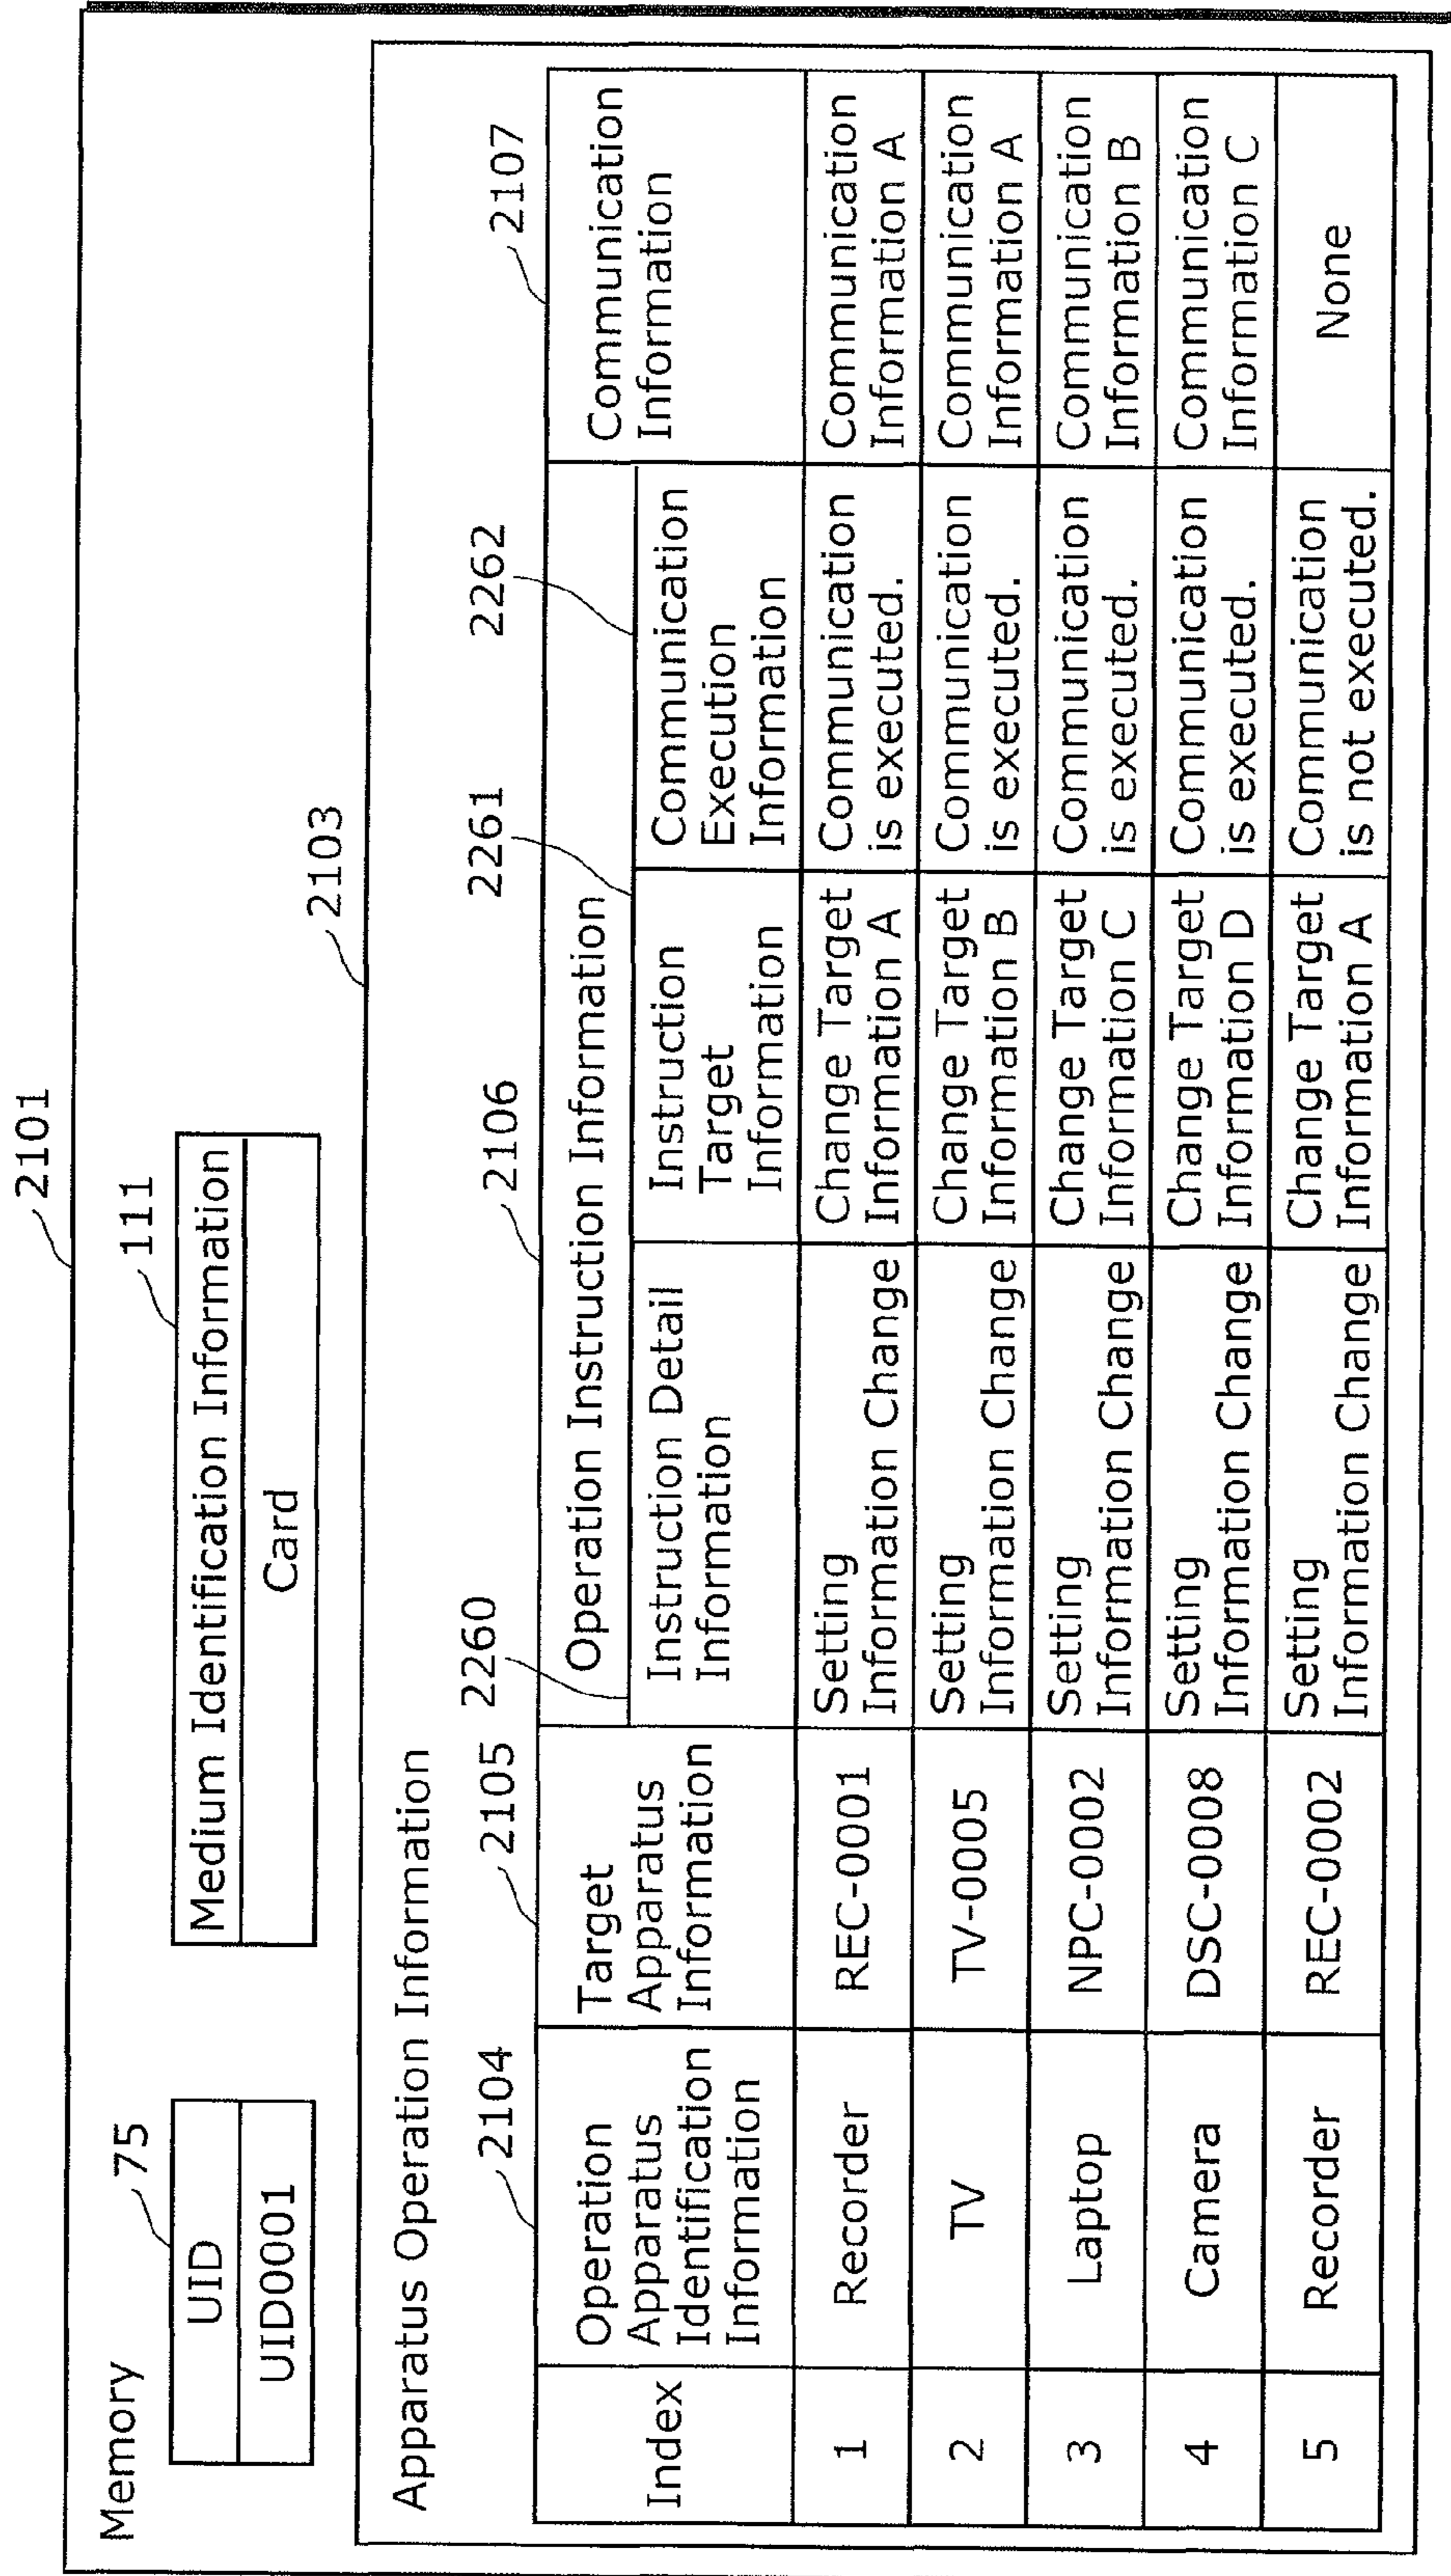 2101
Memory
75
111
UID
UID0001
Medium Identification Information
Card
2103
Apparatus Operation Information
2104
2105
2260
2106
2261
2262
2107
Index
Operation
Apparatus
Identification
Information
Target
Apparatus
Information
Operation Instruction Information
Instruction Detail
Information
Instruction
Target
Information
Communication
Execution
Information
Communication
Information
1
Recorder
REC-0001
Setting
Information Change
Change Target
Information A
Communication
is executed.
Communication
Information A
2
TV
TV-0005
Setting
Information Change
Change Target
Information B
Communication
is executed.
Communication
Information A
3
Laptop
NPC-0002
Setting
Information Change
Change Target
Information C
Communication
is executed.
Communication
Information B
4
Camera
DSC-0008
Setting
Information Change
Change Target
Information D
Communication
is executed.
Communication
Information C
5
Recorder
REC-0002
Setting
Information Change
Change Target
Information A
Communication
is not executed.
None